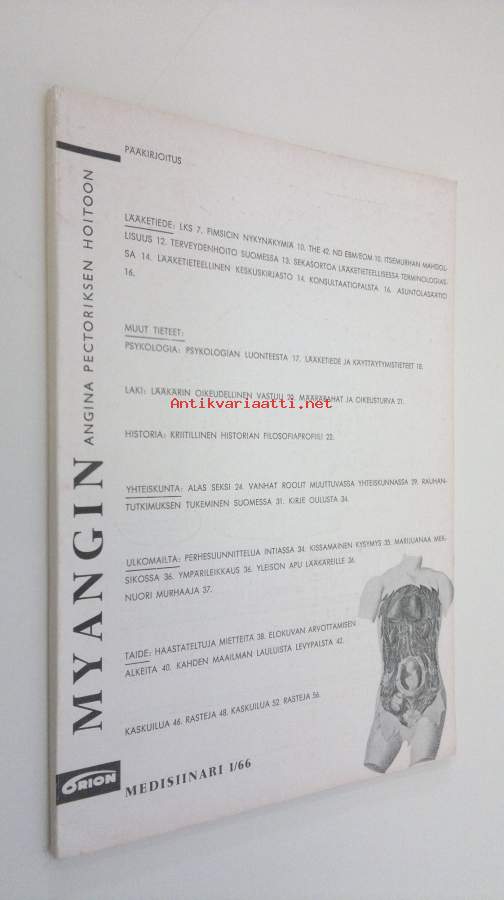 PÄÄKIRJOITUS
LÄÄKETIEDE: LKS 7. FIMSICIN NYKYNÄKYMIÄ 10. THE 42. ND EBM/EOM 10. ITSEMURHAN MAHDOL-
LISUUS 12. TERVEYDENHOITO SUOMESSA 13. SEKASORTOA LÄÄKETIETEELLISESSA TERMINOLOGIAS-
SA 14. LÄÄKETIETEELLINEN KESKUSKIRJASTO 14. KONSULTAATIOPALSTA 16. ASUNTOLASÄÄTIÖ
16.
MUUT TIETEET:
PSYKOLOGIA: PSYKOLOGIAN LUONTEESTA 17. LÄÄKETIEDE JA KÄYTTÄYTYMISTIETEET 18.
LAKI: LÄÄKÄRIN OIKEUDELLINEN VASTUU 20. MÄÄRÄRAHAT JA OIKEUSTURVA 21.
Antikvariaatti.net
HISTORIA: KRIITILLINEN HISTORIAN FILOSOFIAPROFIILI 22.
YHTEISKUNTA: ALAS SEKSI 24. VANHAT ROOLIT MUUTTUVASSA YHTEISKUNNASSA 29. RAUHAN-
TUTKIMUKSEN TUKEMINEN SUOMESSA 31. KIRJE OULUSTA 34.
ULKOMAILTA: PERHESUUNNITTELUA INTIASSA 34. KISSAMAINEN KYSYMYS 35. MARIJUANAA MEK-
SIKOSSA 36. YMPÄRILEIKKAUS 36. YLEISÖN APU LÄÄKÄREILLE 36.
NUORI MURHAAJA 37.
TAIDE: HAASTATELTUJA MIETTEITÄ 38. ELOKUVAN ARVOTTAMISEN
ALKEITA 40. KAHDEN MAAILMAN LAULUISTA LEVYPALSTA 42.
KASKUILUA 46. RASTEJA 48. KASKUILUA 52. RASTEJA 56.
MEDISIINARI 1/66
MYANGIN
ANGINA PECTORIKSEN HOITOON
ORION